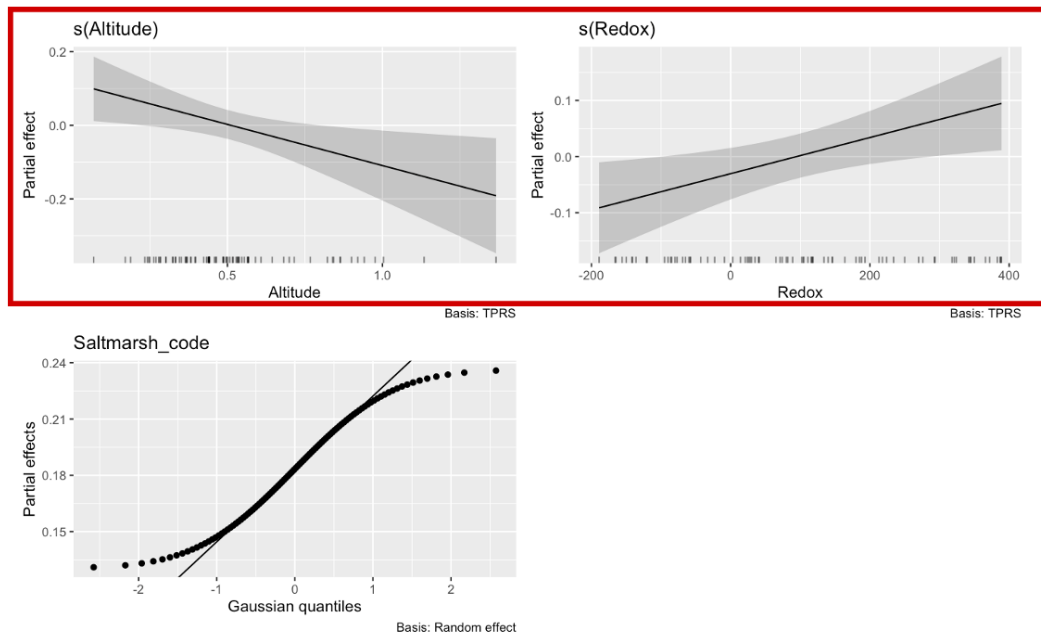 s(Altitude)
0.2
0.0
-0.2
Partial effect
0.5
1.0
Altitude
Basis: TPRS
s(Redox)
0.1
0.0
-0.1
Partial effect
-200
0
200
400
Redox
Basis: TPRS
Saltmarsh_code
0.24
0.21
0.18
0.15
Partial effects
-2
-1
0
1
2
Gaussian quantiles
Basis: Random effect